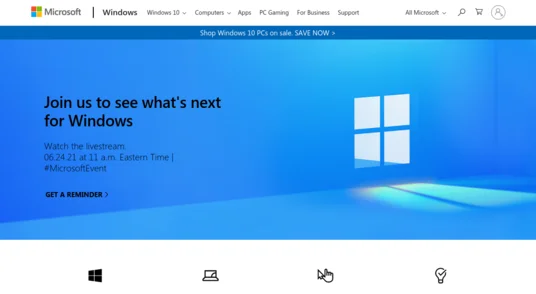 Microsoft Windows Windows 10 Computers Apps PC Gaming For Business Support All Microsoft
Shop Windows 10 PCs on sale. SAVE NOW >
Join us to see what's next
for Windows
Watch the livestream.
06.24.21 at 11 a.m. Eastern Time |
#MicrosoftEvent
GET A REMINDER >